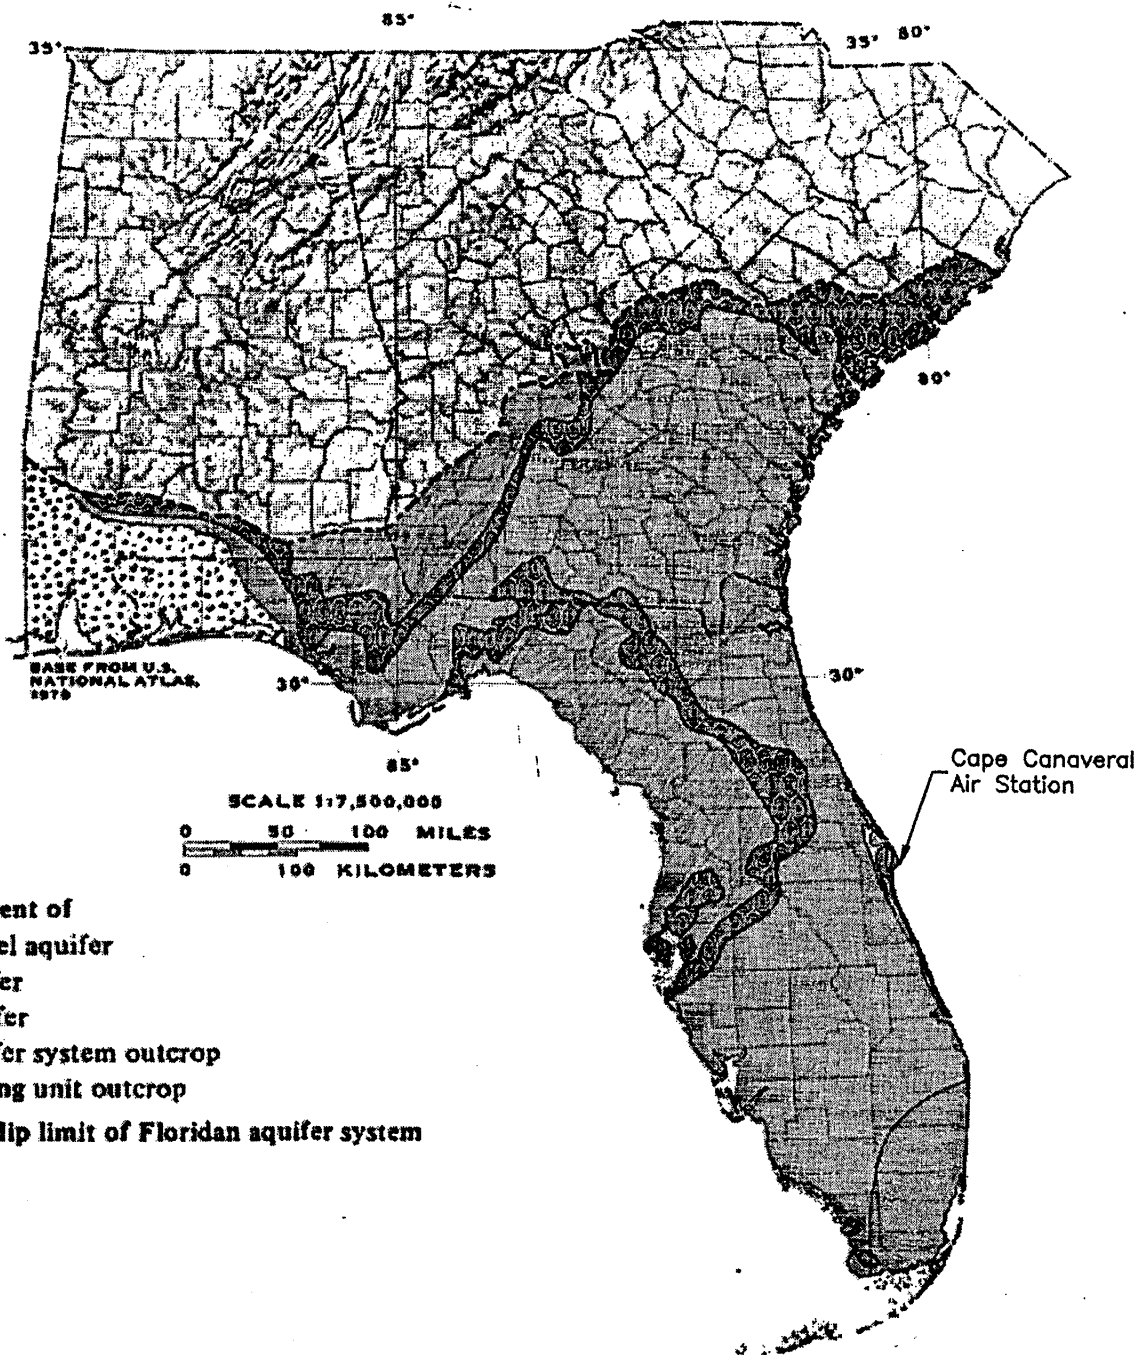 85°
35°
35° 80°
80°
BASE FROM U.S.
NATIONAL ATLAS,
1970
30°
30°
85°
Cape Canaveral
Air Station
SCALE 1:7,500,000
0 50 100 MILES
0 100 KILOMETERS
ent of
el aquifer
er
fer
fer system outcrop
ng unit outcrop
lip limit of Floridan aquifer system